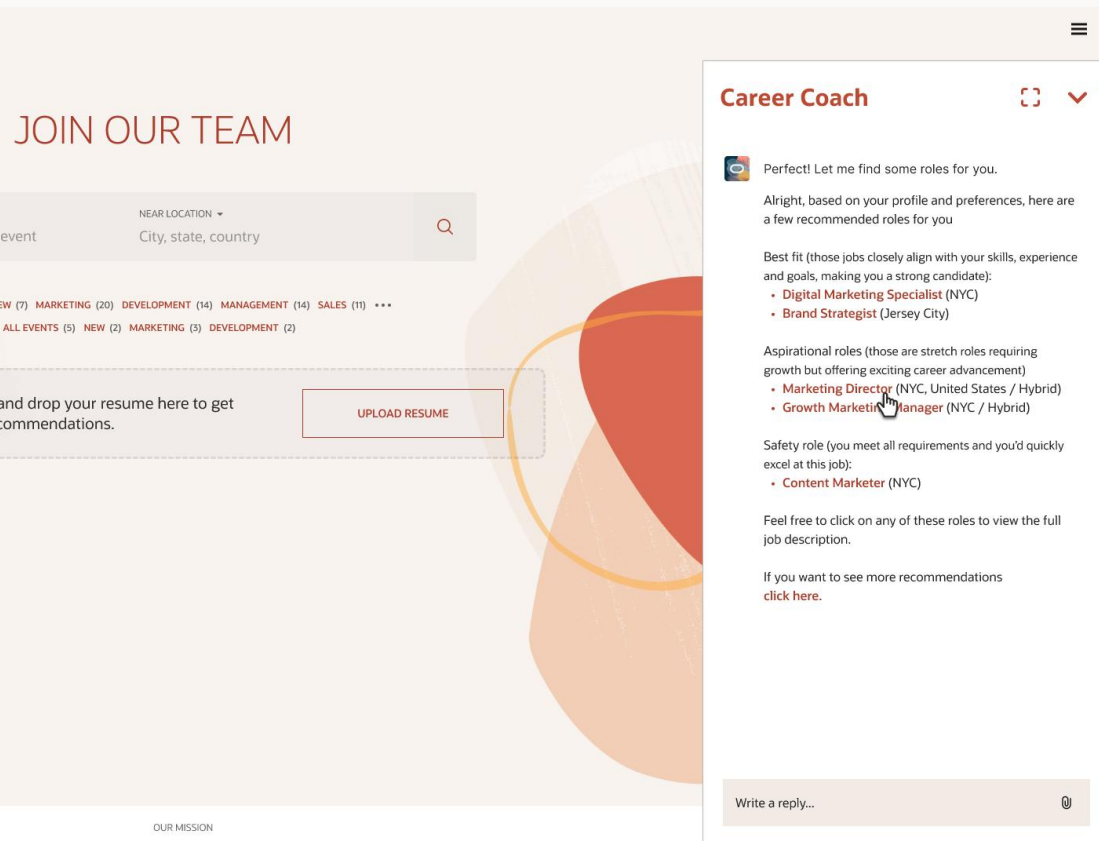 JOIN OUR TEAM
NEAR LOCATION
event
City, state, country
EW (7) MARKETING (20) DEVELOPMENT (14) MANAGEMENT (14) SALES (11) •••
ALL EVENTS (5) NEW (2) MARKETING (3) DEVELOPMENT (2)
and drop your resume here to get
commendations.
UPLOAD RESUME
OUR MISSION
Career Coach
Perfect! Let me find some roles for you.
Alright, based on your profile and preferences, here are
a few recommended roles for you
Best fit (those jobs closely align with your skills, experience
and goals, making you a strong candidate):
• Digital Marketing Specialist (NYC)
• Brand Strategist (Jersey City)
Aspirational roles (those are stretch roles requiring
growth but offering exciting career advancement)
• Marketing Director (NYC, United States / Hybrid)
• Growth Marketing Manager (NYC / Hybrid)
Safety role (you meet all requirements and you'd quickly
excel at this job):
• Content Marketer (NYC)
Feel free to click on any of these roles to view the full
job description.
If you want to see more recommendations
click here.
Write a reply...